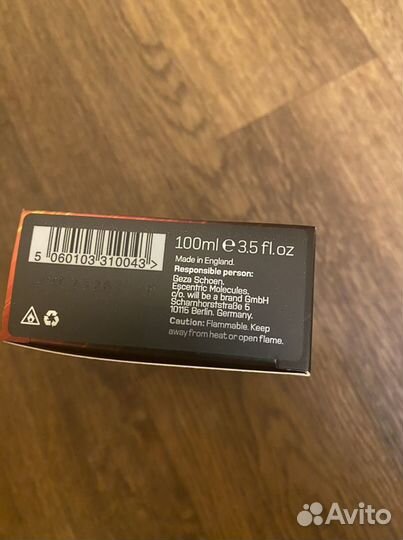 100ml ℮ 3.5 fl.oz
Made in England.
Responsible person:
Geza Schoen.
Escentric Molecules.
c/o. will be a brand GmbH
Scharnhorststraße 5
10115 Berlin. Germany.
Caution: Flammable. Keep
away from heat or open flame.
5 060103 310043 >
Avito